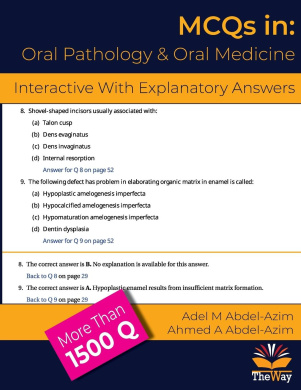 MCQs in:
Oral Pathology & Oral Medicine
Interactive With Explanatory Answers
8. Shovel-shaped incisors usually associated with:
(a) Talon cusp
(b) Dens evaginatus
(c) Dens invaginatus
(d) Internal resorption
Answer for Q 8 on page 52
9. The following defect has problem in elaborating organic matrix in enamel is called:
(a) Hypoplastic amelogenesis imperfecta
(b) Hypocalcified amelogenesis imperfecta
(c) Hypomaturation amelogenesis imperfecta
(d) Dentin dysplasia
Answer for Q 9 on page 52
8. The correct answer is B. No explanation is available for this answer.
Back to Q 8 on page 29
9. The correct answer is A. Hypoplastic enamel results from insufficient matrix formation.
Back to Q 9 on page 29
More Than
1500 Q
Adel M Abdel-Azim
Ahmed A Abdel-Azim
TheWay